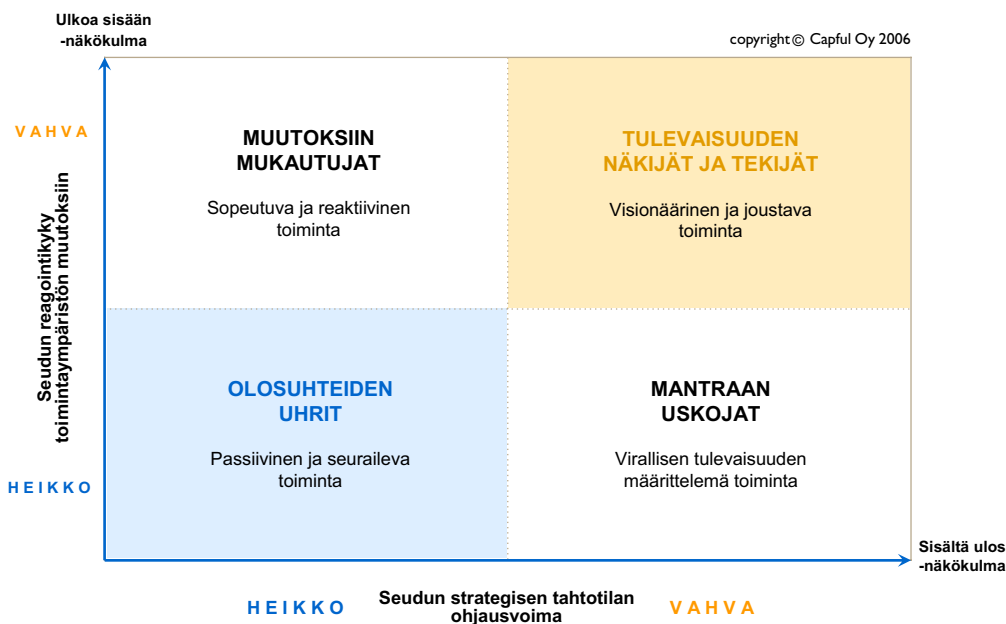 Ulkoa sisään
-näkökulma
copyright © Capful Oy 2006
VAHVA
MUUTOKSIIN
MUKAUTUJAT
Sopeutuva ja reaktiivinen
toiminta
TULEVAISUUDEN
NÄKIJÄT JA TEKIJÄT
Visionäärinen ja joustava
toiminta
Seudun reagointikyky
toimintaympäristön muutoksiin
OLOSUHTEIDEN
UHRIT
Passiivinen ja seuraileva
toiminta
MANTRAAN
USKOJAT
Virallisen tulevaisuuden
määrittelemä toiminta
HEIKKO
Sisältä ulos
-näkökulma
HEIKKO
Seudun strategisen tahtotilan
ohjausvoima
VAHVA